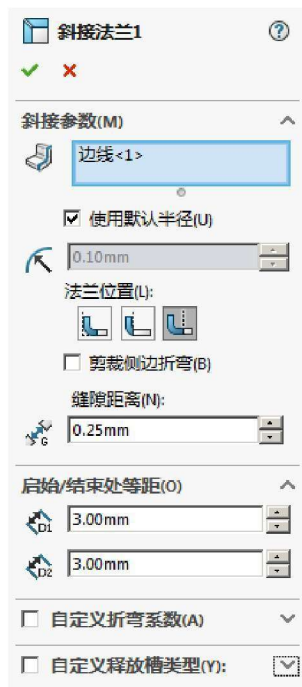 斜接法兰1
斜接参数(M)
边线<1>
使用默认半径(U)
0.10mm
法兰位置(L):
剪裁侧边折弯(B)
缝隙距离(N):
G
0.25mm
启始/结束处等距(O)
D1
3.00mm
D2
3.00mm
自定义折弯系数(A)
自定义释放槽类型(Y):